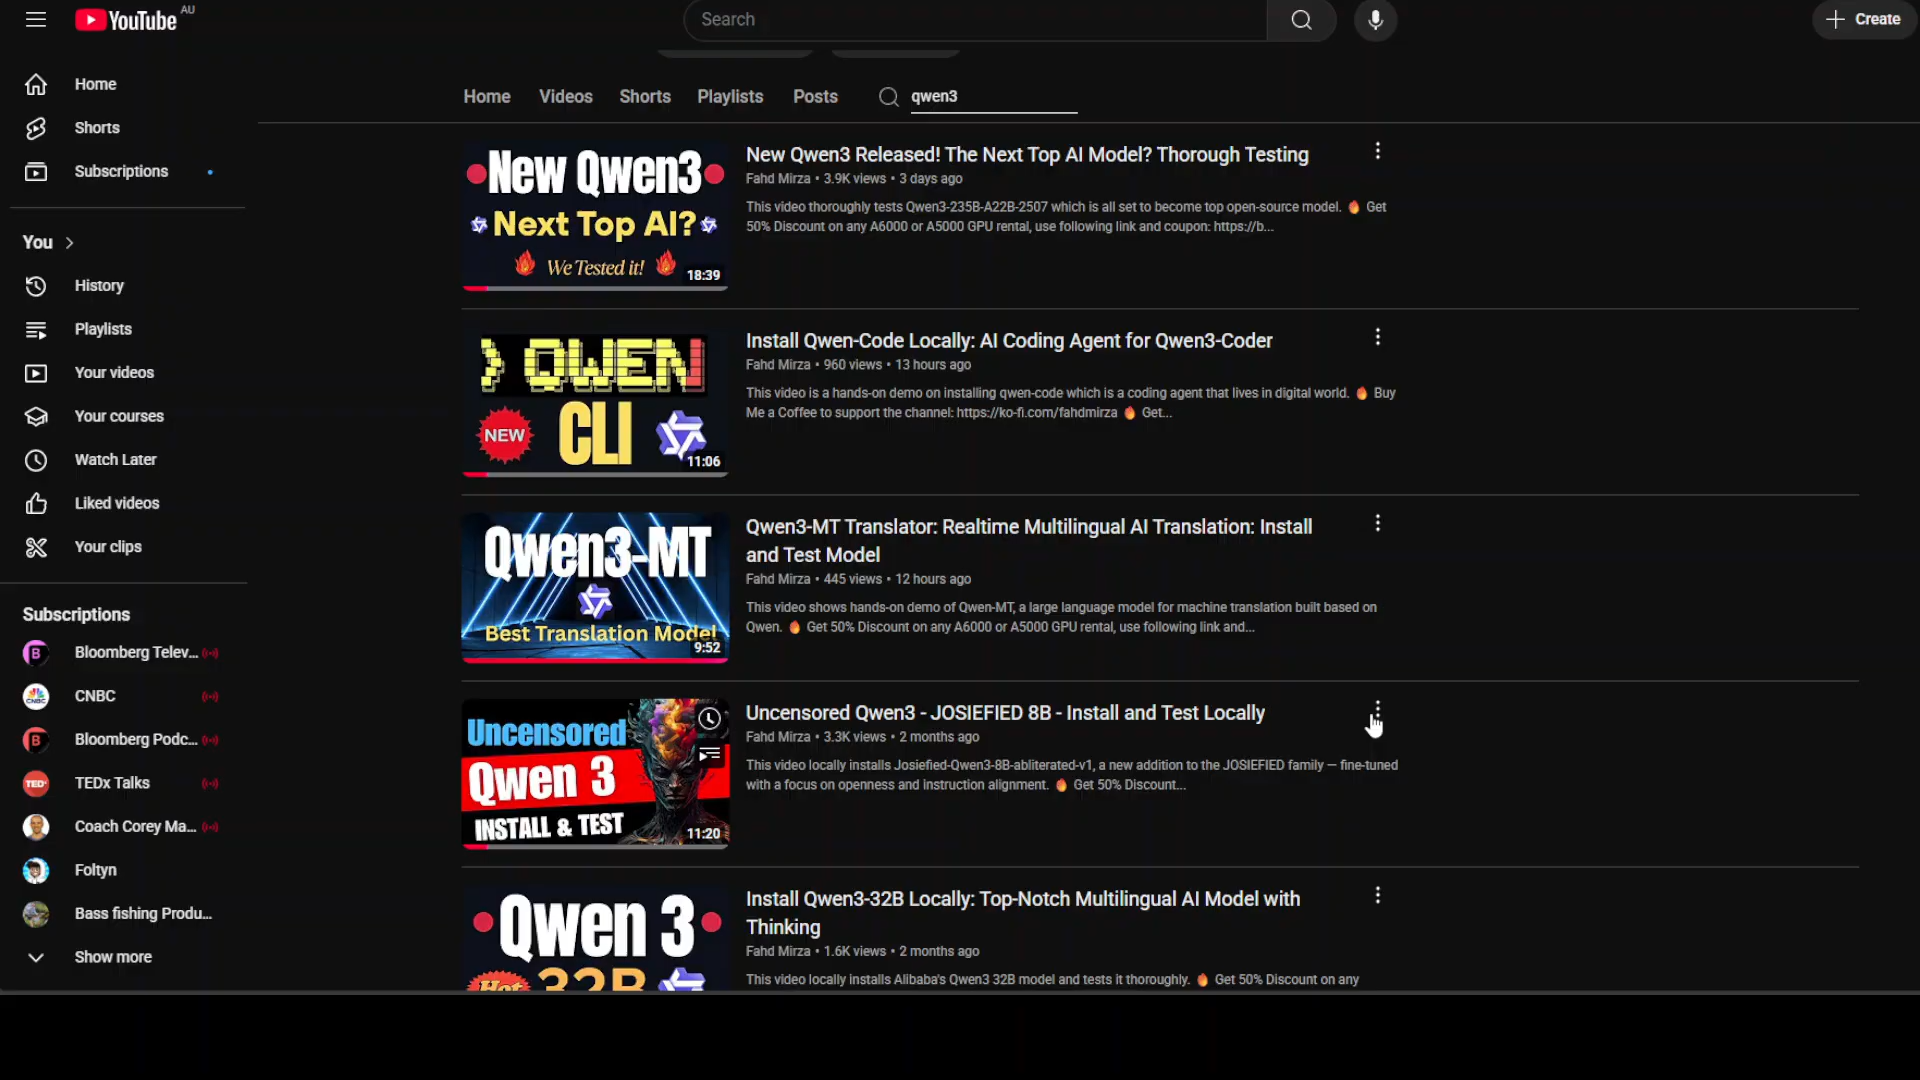 YouTube AU
Search
Create
Home
Shorts
Subscriptions
You
History
Playlists
Your videos
Your courses
Watch Later
Liked videos
Your clips
Subscriptions
B Bloomberg Telev...
CNBC CNBC
B Bloomberg Podc...
TED TEDx Talks
Coach Corey Ma...
Foltyn
Bass fishing Produ...
Show more
Home Videos Shorts Playlists Posts qwen3
New Qwen3
Next Top AI?
We Tested it!
18:39
New Qwen3 Released! The Next Top AI Model? Thorough Testing
Fahd Mirza • 3.9K views • 3 days ago
This video thoroughly tests Qwen3-235B-A22B-2507 which is all set to become top open-source model. 🔥 Get
50% Discount on any A6000 or A5000 GPU rental, use following link and coupon: https://b...
> QWEN
NEW
CLI
11:06
Install Qwen-Code Locally: AI Coding Agent for Qwen3-Coder
Fahd Mirza • 960 views • 13 hours ago
This video is a hands-on demo on installing qwen-code which is a coding agent that lives in digital world. 🔥 Buy
Me a Coffee to support the channel: https://ko-fi.com/fahdmirza 🔥 Get...
Qwen3-MT
Best Translation Model
9:52
Qwen3-MT Translator: Realtime Multilingual AI Translation: Install
and Test Model
Fahd Mirza • 445 views • 12 hours ago
This video shows hands-on demo of Qwen-MT, a large language model for machine translation built based on
Qwen. 🔥 Get 50% Discount on any A6000 or A5000 GPU rental, use following link and...
Uncensored
Qwen 3
INSTALL & TEST
11:20
Uncensored Qwen3 - JOSIEFIED 8B - Install and Test Locally
Fahd Mirza • 3.3K views • 2 months ago
This video locally installs Josiefied-Qwen3-8B-abliterated-v1, a new addition to the JOSIEFIED family — fine-tuned
with a focus on openness and instruction alignment. 🔥 Get 50% Discount...
Qwen 3
Hot
32B
Install Qwen3-32B Locally: Top-Notch Multilingual AI Model with
Thinking
Fahd Mirza • 1.6K views • 2 months ago
This video locally installs Alibaba's Qwen3 32B model and tests it thoroughly. 🔥 Get 50% Discount on any